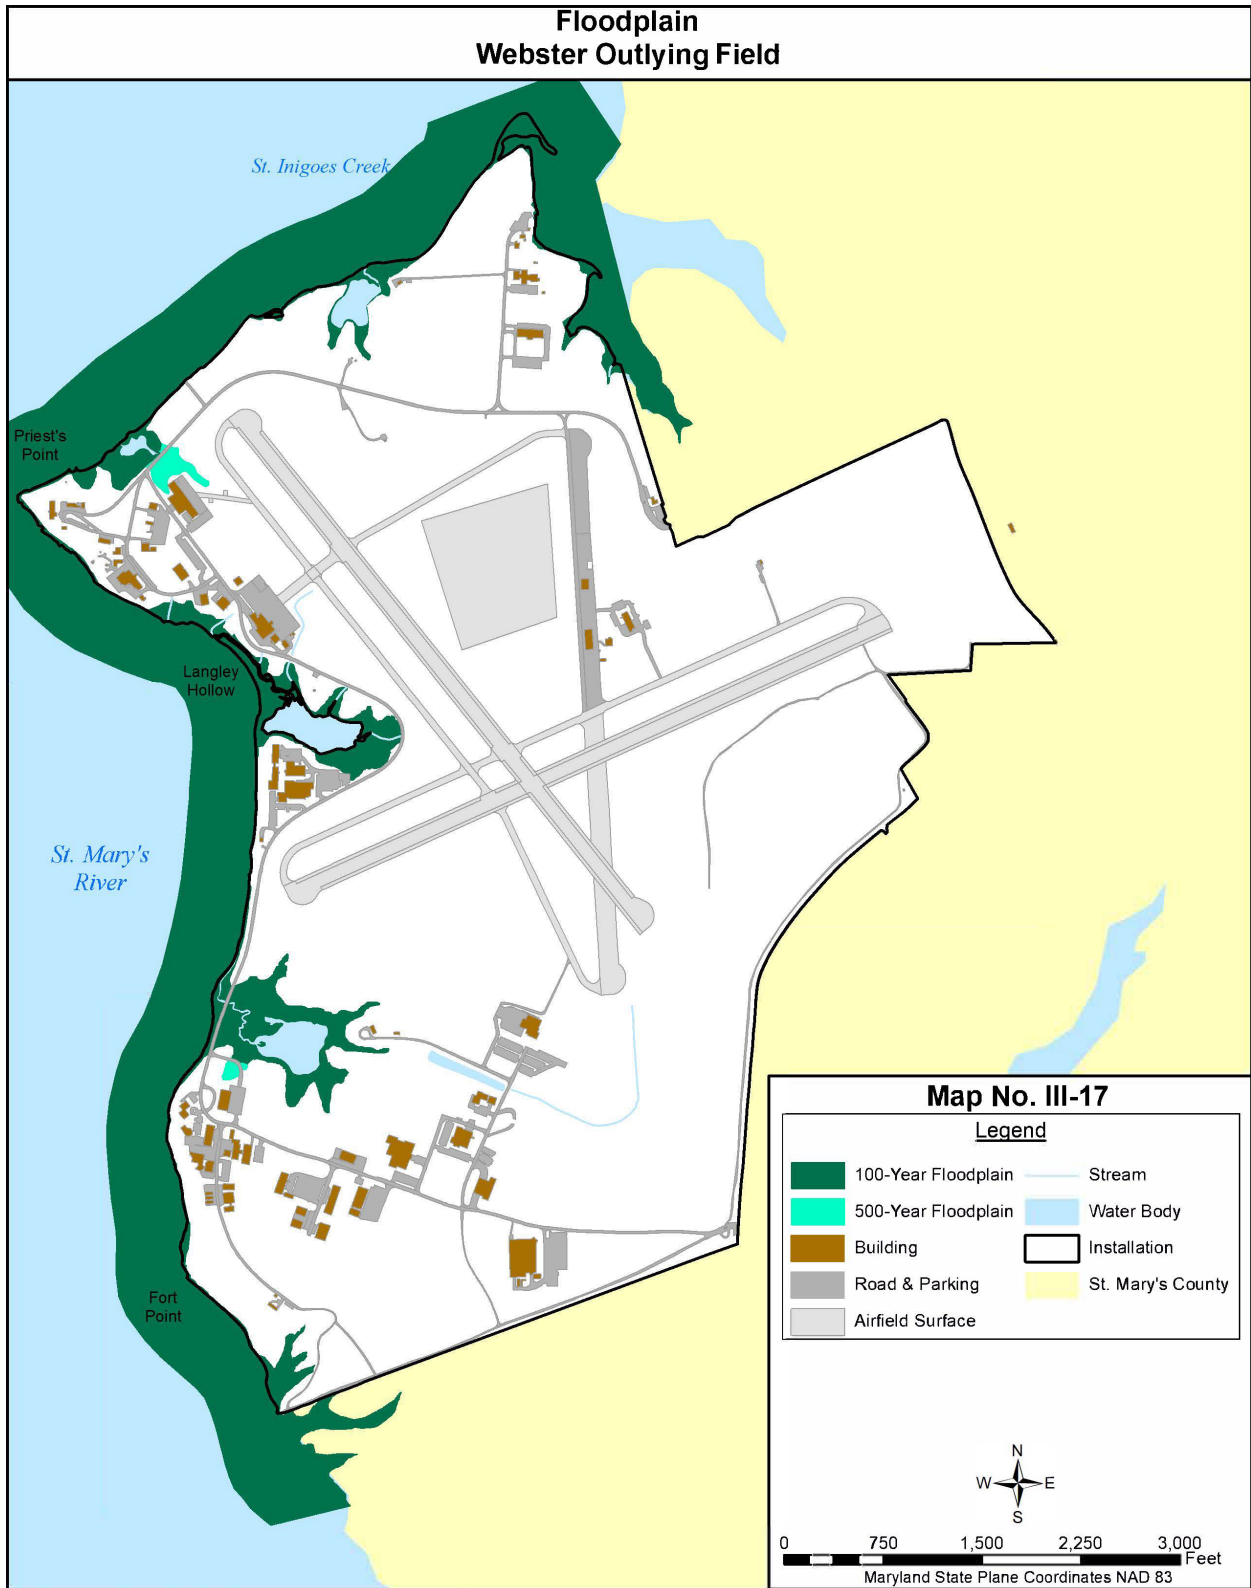 Floodplain
Webster Outlying Field
St. Inigoes Creek
Priest's
Point
Langley
Hollow
St. Mary's
River
Fort
Point
Map No. III-17
Legend
100-Year Floodplain
Stream
500-Year Floodplain
Water Body
Building
Installation
Road & Parking
St. Mary's County
Airfield Surface
N
W E
S
0 750 1,500 2,250 3,000
Feet
Maryland State Plane Coordinates NAD 83